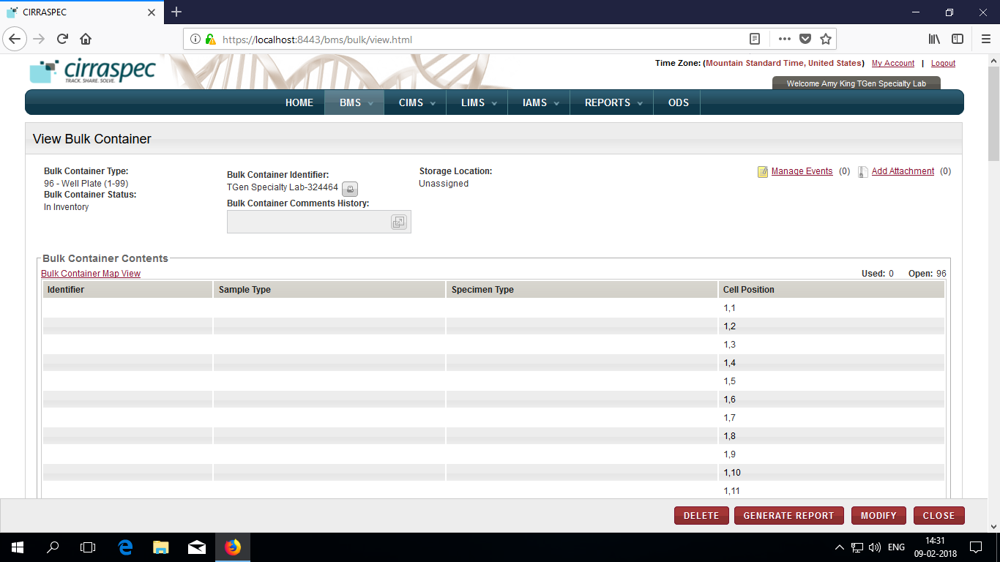 CIRRASPEC
https://localhost:8443/bms/bulk/view.html
cirraspec
TRACK. SHARE. SOLVE.
Time Zone: (Mountain Standard Time, United States) My Account | Logout
Welcome Amy King TGen Specialty Lab
HOME BMS CIMS LIMS IAMS REPORTS ODS
View Bulk Container
Bulk Container Type:
96 - Well Plate (1-99)
Bulk Container Status:
In Inventory
Bulk Container Identifier:
TGen Specialty Lab-324464
Bulk Container Comments History:
Storage Location:
Unassigned
Manage Events (0) Add Attachment (0)
Bulk Container Contents
Bulk Container Map View Used: 0 Open: 96
Identifier Sample Type Specimen Type Cell Position
1,1
1,2
1,3
1,4
1,5
1,6
1,7
1,8
1,9
1,10
1,11
DELETE GENERATE REPORT MODIFY CLOSE
ENG 14:31
09-02-2018